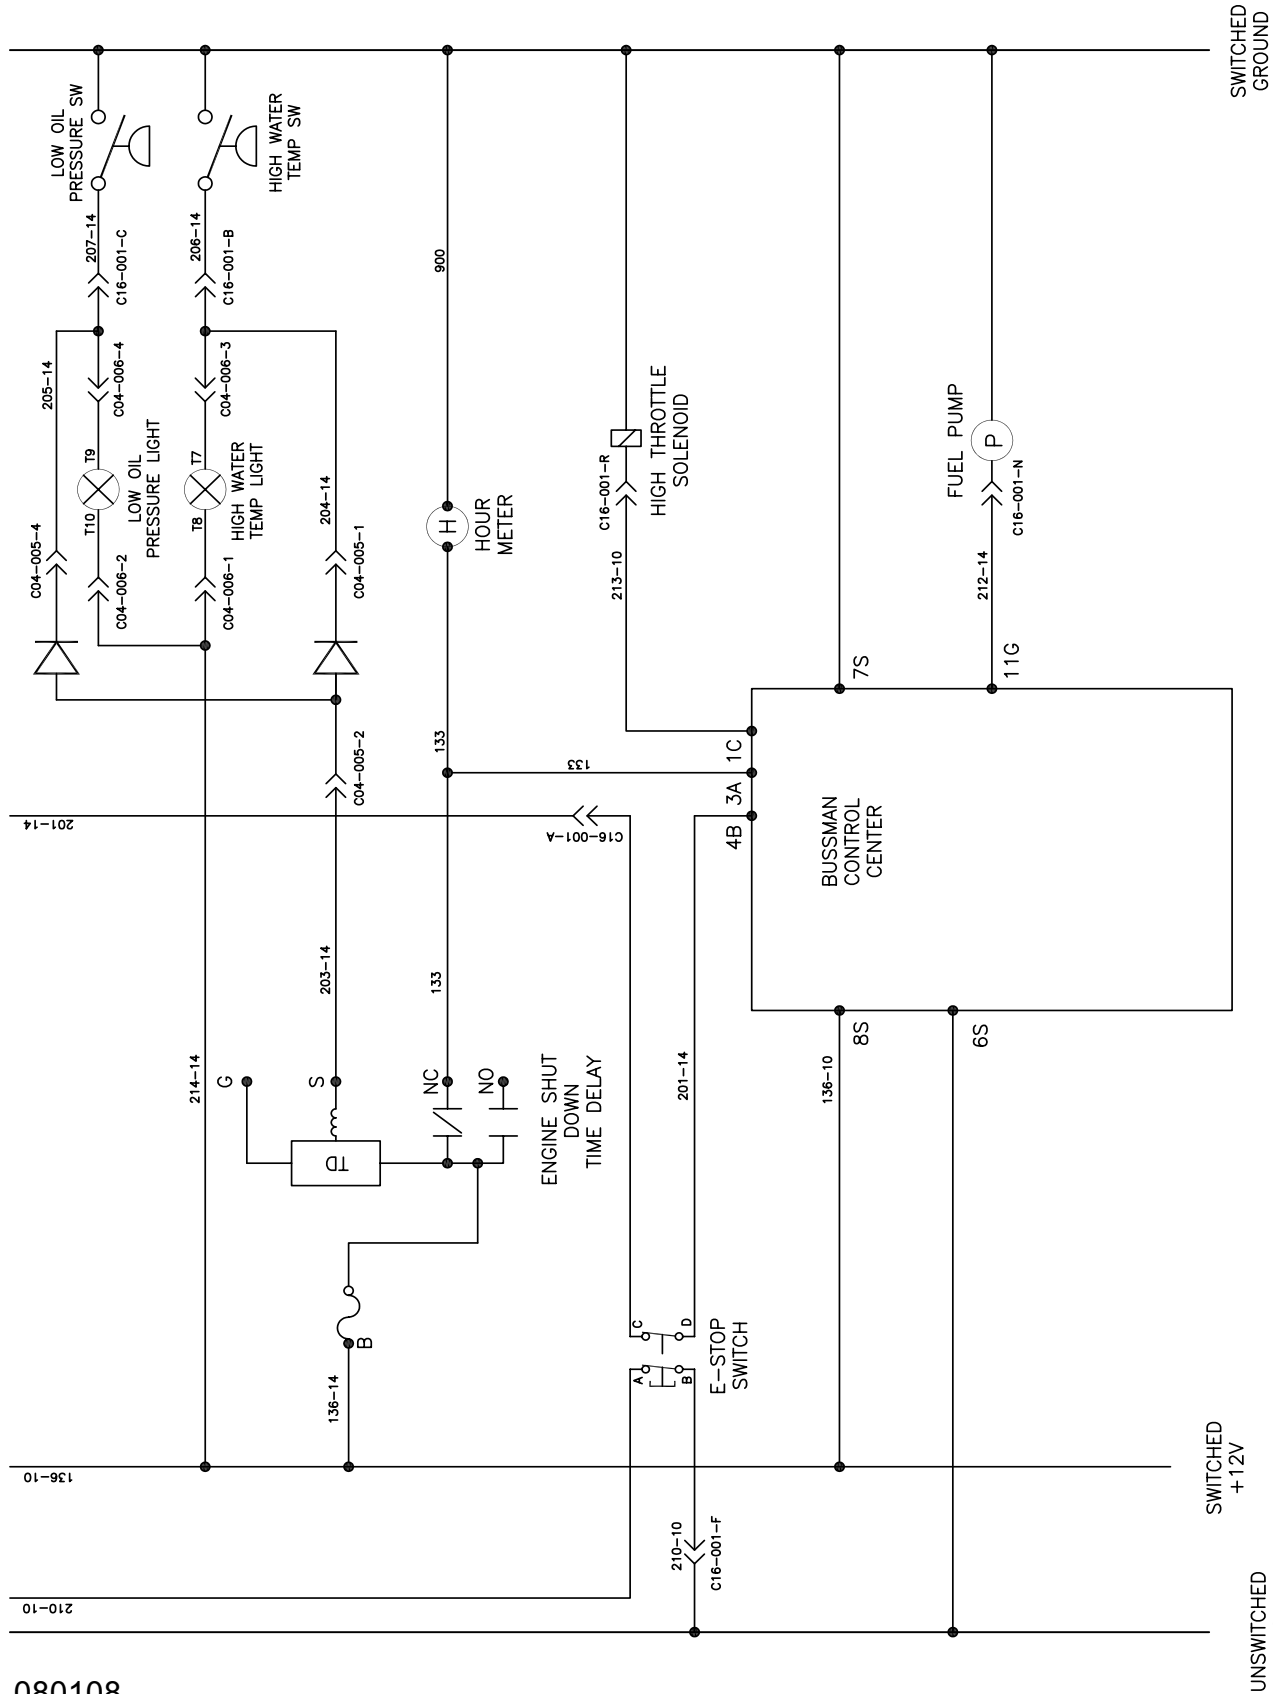 SWITCHED
GROUND
LOW OIL
PRESSURE SW
HIGH WATER
TEMP SW
207-14
C16-001-C
206-14
C16-001-B
900
205-14
C04-006-4
C04-006-3
T9
T10
LOW OIL
PRESSURE LIGHT
T7
T8
HIGH WATER
TEMP LIGHT
204-14
C04-005-4
C04-006-2
C04-006-1
C04-005-1
H
HOUR
METER
C16-001-R
HIGH THROTTLE
SOLENOID
213-10
FUEL PUMP
P
C16-001-N
212-14
7S
11G
1C
3A
4B
133
133
C04-005-2
201-14
C16-001-A
BUSSMAN
CONTROL
CENTER
203-14
133
214-14
G
S
NC
NO
TD
ENGINE SHUT
DOWN
TIME DELAY
201-14
136-10
8S
6S
B
136-14
C
D
A
B
E-STOP
SWITCH
136-10
SWITCHED
+12V
210-10
C16-001-F
210-10
UNSWITCHED
080108